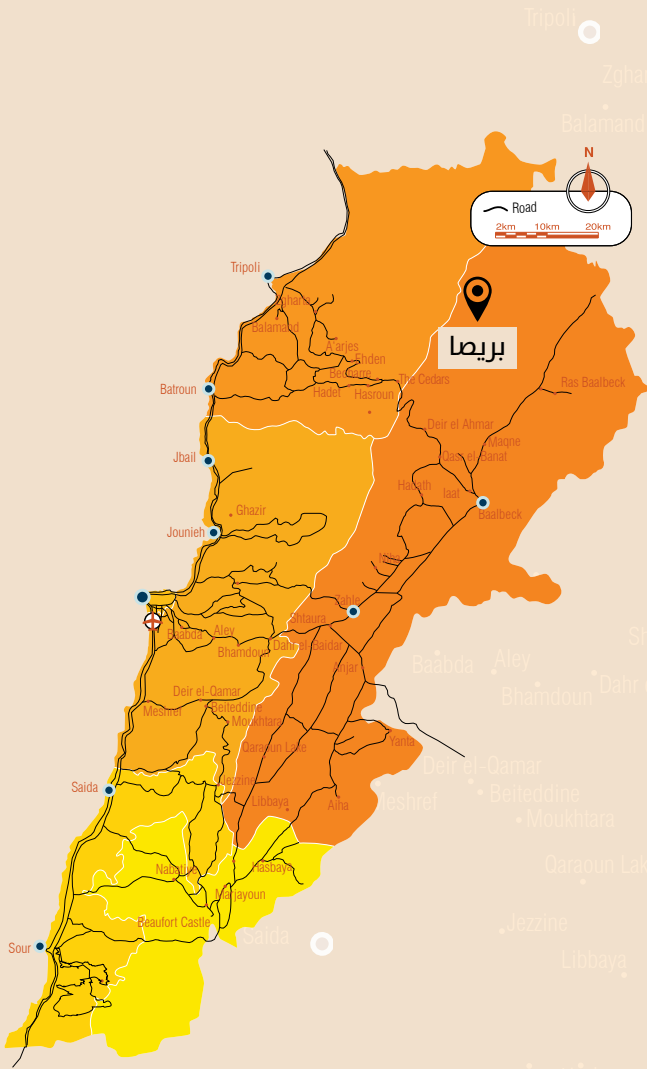 Tripoli
Zghar
Balamand
N
Road
2km 10km 20km
Tripoli
Zgharta
Balamand
A'arjes
Ehden
Becharre
The Cedars
Hadet
Hasroun
بريصا
Ras Baalbeck
Batroun
Deir el Ahmar
Maqne
Qasr el-Banat
Jbail
Hadath
Iaat
Baalbeck
Ghazir
Jounieh
Niha
Zahle
Shtaura
Baabda
Aley
Bhamdoun
Dahr el-Baidar
Anjar
Baabda
Aley
Bhamdoun
Dahr
Sh
Deir el-Qamar
Beiteddine
Meshref
Moukhtara
Qaraoun Lake
Yanta
Deir el-Qamar
Beiteddine
Meshref
Moukhtara
Saida
Jezzine
Libbaya
Aiha
Qaraoun Lak
Nabatiye
Hasbaya
Marjayoun
Beaufort Castle
Sour
Saida
Jezzine
Libbaya